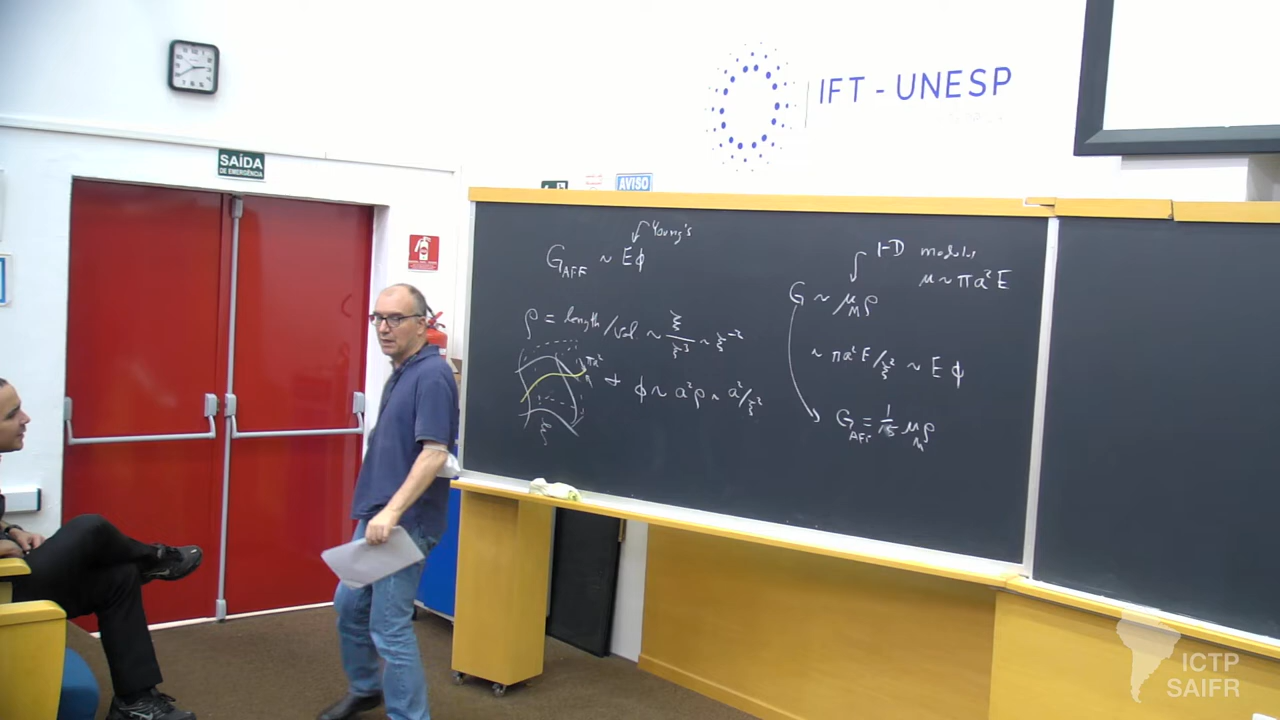 IFT - UNESP
SAÍDA
DE EMERGÊNCIA
AVISO
Young's
G_AFF ~ Eϕ
ρ = length/vol ~ ξ/ξ³ ~ ξ⁻²
πa²
ξ
ϕ ~ a²ρ ~ a²/ξ²
1-D modulus
μ ~ πa²E
G ~ μ_M ρ
~ πa²E/ξ² ~ E ϕ
G_AFF = 1/15 μ_M ρ
ICTP
SAIFR